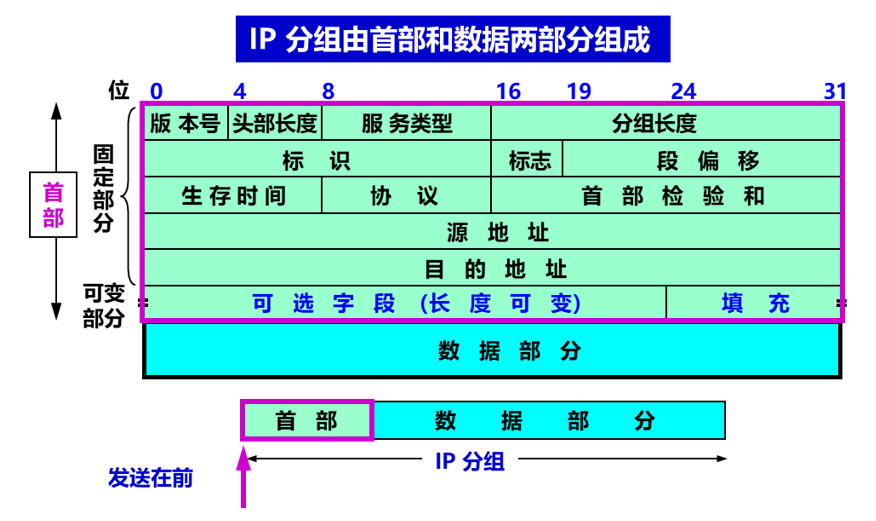 IP 分组由首部和数据两部分组成
位 0 4 8 16 19 24 31
版 本号 头部长度 服 务类型 分组长度
标 识 标志 段 偏 移
生 存 时 间 协 议 首 部 检 验 和
源 地 址
目 的 地 址
可 选 字 段 (长 度 可 变) 填 充
数 据 部 分
首部
固定部分
可变
部分
首 部 数 据 部 分
IP 分组
发送在前